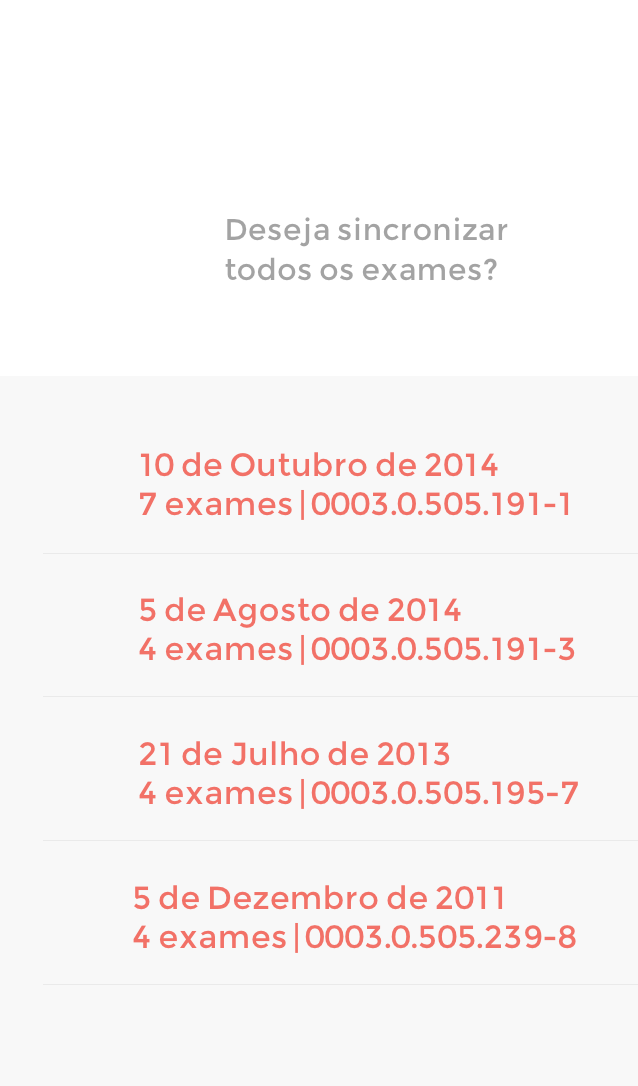 Deseja sincronizar
todos os exames?
10 de Outubro de 2014
7 exames | 0003.0.505.191-1
5 de Agosto de 2014
4 exames | 0003.0.505.191-3
21 de Julho de 2013
4 exames | 0003.0.505.195-7
5 de Dezembro de 2011
4 exames | 0003.0.505.239-8